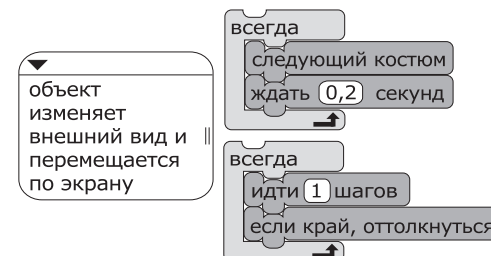 объект
изменяет
внешний вид и
перемещается
по экрану
всегда
следующий костюм
ждать 0,2 секунд
всегда
идти 1 шагов
если край, оттолкнуться